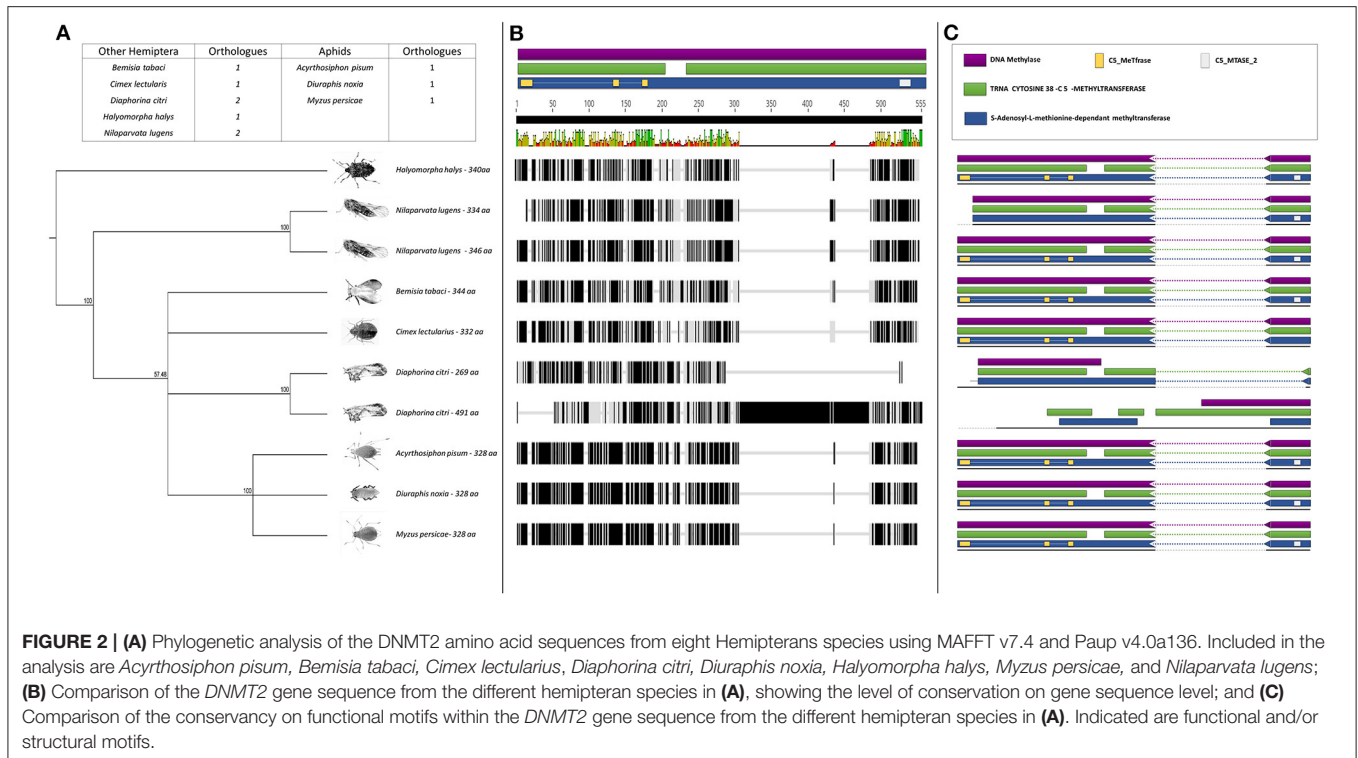 A
Other Hemiptera Orthologues Aphids Orthologues
Bemisia tabaci 1 Acyrthosiphon pisum 1
Cimex lectularis 1 Diuraphis noxia 1
Diaphorina citri 2 Myzus persicae 1
Halyomorpha halys 1
Nilaparvata lugens 2
Halyomorpha halys - 340aa
Nilaparvata lugens - 334 aa
100
Nilaparvata lugens - 346 aa
Bemisia tabaci - 344 aa
100
Cimex lectularius - 332 aa
57.48
Diaphorina citri - 269 aa
100
Diaphorina citri - 491 aa
Acyrthosiphon pisum - 328 aa
100
Diuraphis noxia - 328 aa
Myzus persicae- 328 aa
B
1 50 100 150 200 250 300 350 400 450 500 555
C
DNA Methylase C5_MeTfrase C5_MTASE_2
TRNA CYTOSINE 38 -C 5 -METHYLTRANSFERASE
S-Adenosyl-L-methionine-dependant methyltransferase
FIGURE 2 | (A) Phylogenetic analysis of the DNMT2 amino acid sequences from eight Hemipterans species using MAFFT v7.4 and Paup v4.0a136. Included in the
analysis are Acyrthosiphon pisum, Bemisia tabaci, Cimex lectularius, Diaphorina citri, Diuraphis noxia, Halyomorpha halys, Myzus persicae, and Nilaparvata lugens;
(B) Comparison of the DNMT2 gene sequence from the different hemipteran species in (A), showing the level of conservation on gene sequence level; and (C)
Comparison of the conservancy on functional motifs within the DNMT2 gene sequence from the different hemipteran species in (A). Indicated are functional and/or
structural motifs.